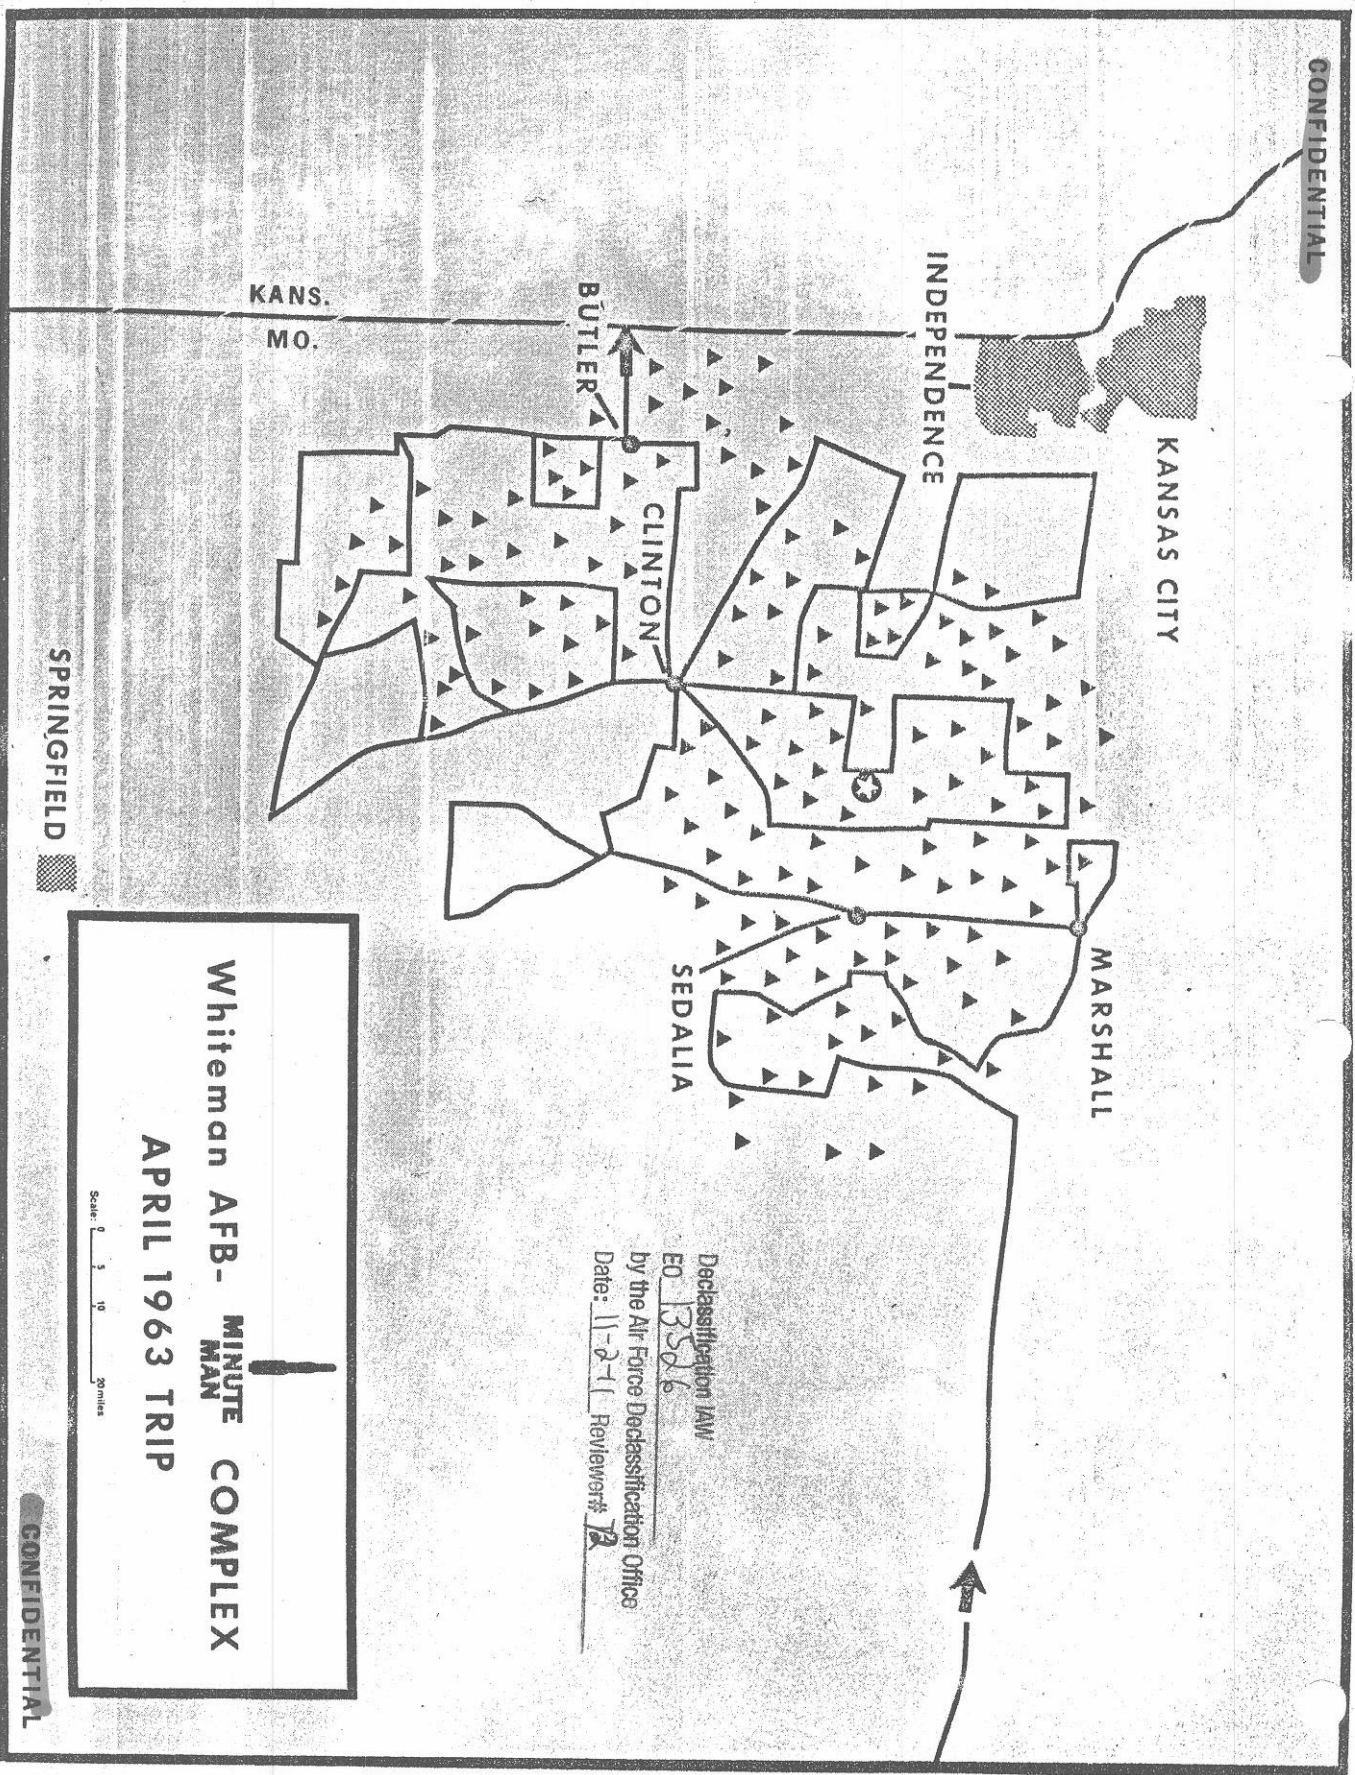 CONFIDENTIAL
KANSAS CITY
INDEPENDENCE
MARSHALL
KANS.
MO.
BUTLER
CLINTON
SEDALIA
SPRINGFIELD
Declassification IAW
EO 13526
by the Air Force Declassification Office
Date: 11-2-11 Reviewer# 72
Whiteman AFB- MINUTE MAN COMPLEX
APRIL 1963 TRIP
Scale: 0 5 10 20 miles
CONFIDENTIAL